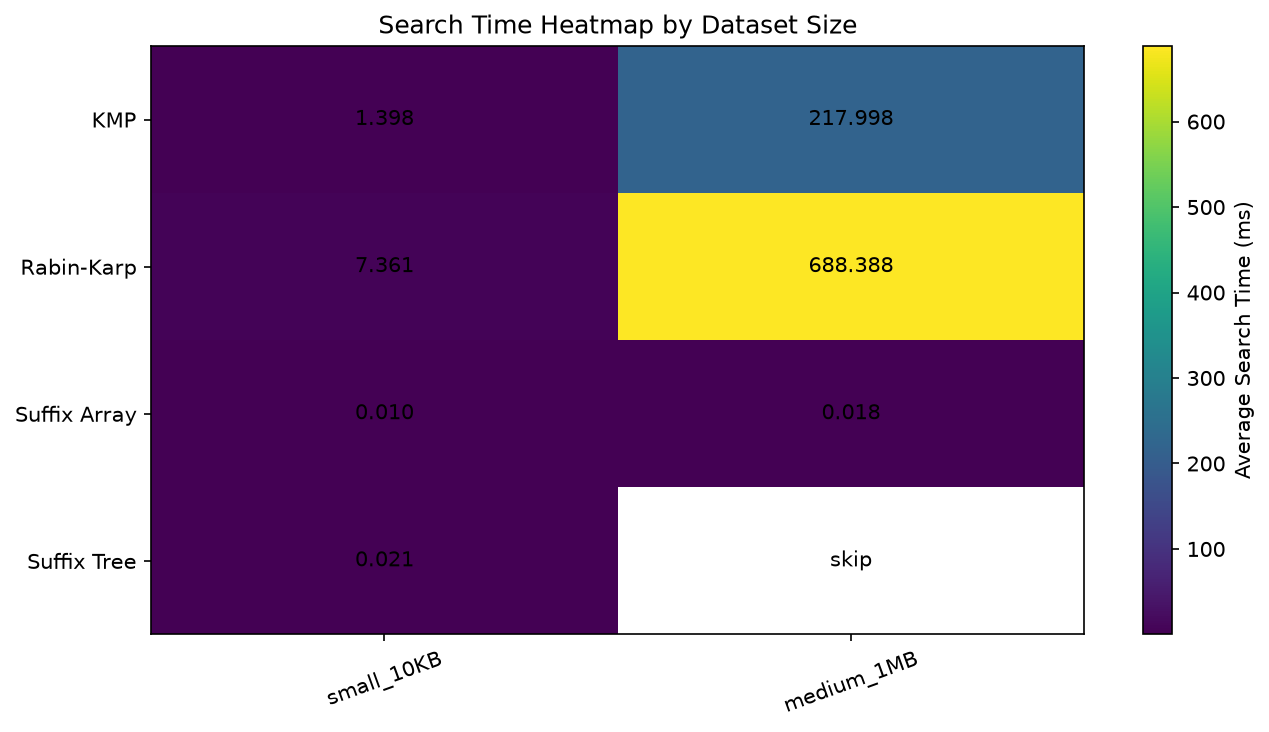 Search Time Heatmap by Dataset Size
KMP
1.398
217.998
Rabin-Karp
7.361
688.388
Suffix Array
0.010
0.018
Suffix Tree
0.021
skip
small_10KB
medium_1MB
600
500
400
300
200
100
Average Search Time (ms)